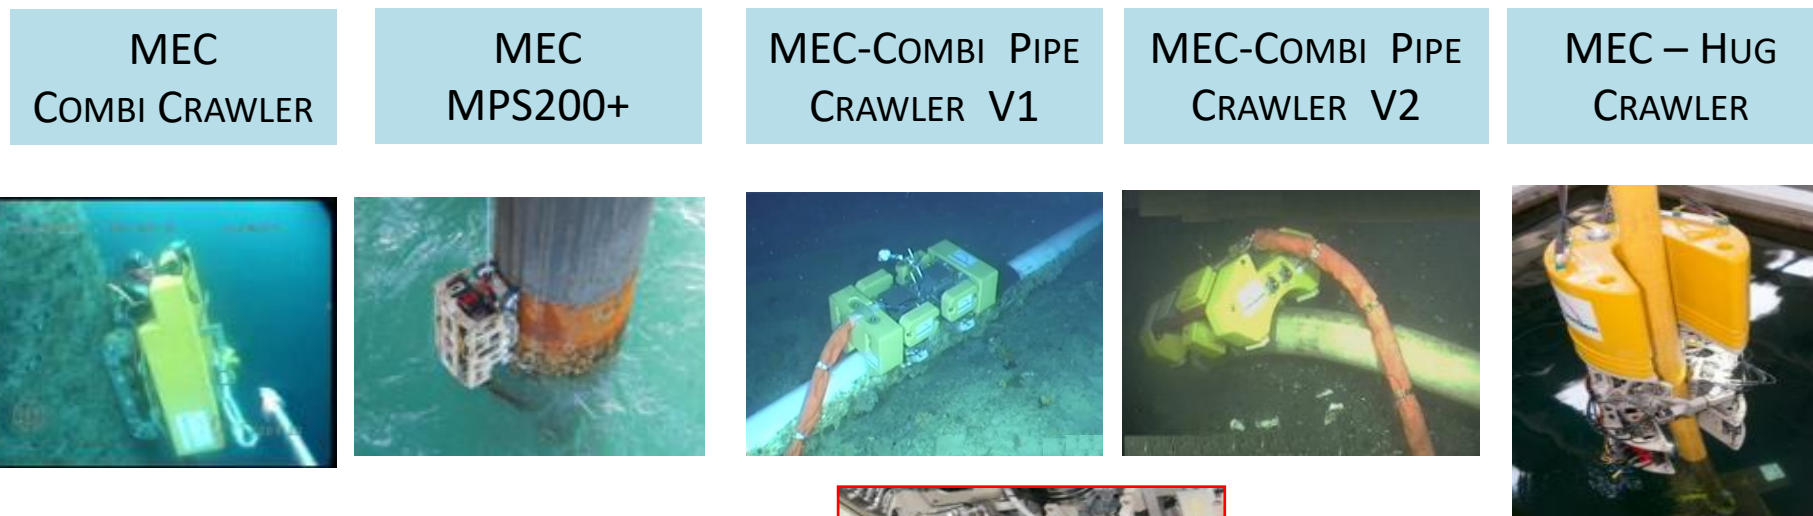 MEC
COMBI CRAWLER
MEC
MPS200+
MEC-COMBI PIPE
CRAWLER V1
MEC-COMBI PIPE
CRAWLER V2
MEC – HUG
CRAWLER